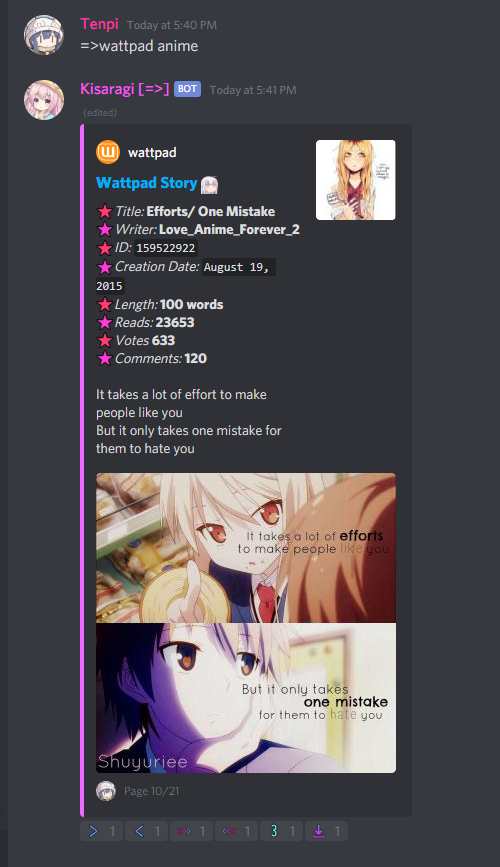 Tenpi Today at 5:40 PM
=>wattpad anime
Kisaragi [=>] BOT Today at 5:41 PM
(edited)
wattpad
Wattpad Story
Title: Efforts/ One Mistake
Writer: Love_Anime_Forever_2
ID: 159522922
Creation Date: August 19,
2015
Length: 100 words
Reads: 23653
Votes 633
Comments: 120
It takes a lot of effort to make
people like you
But it only takes one mistake for
them to hate you
It takes a lot of efforts
to make people like you
But it only takes
one mistake
for them to hate you
Shuyuriee
Page 10/21
> 1 < 1 1 1 3 1 1